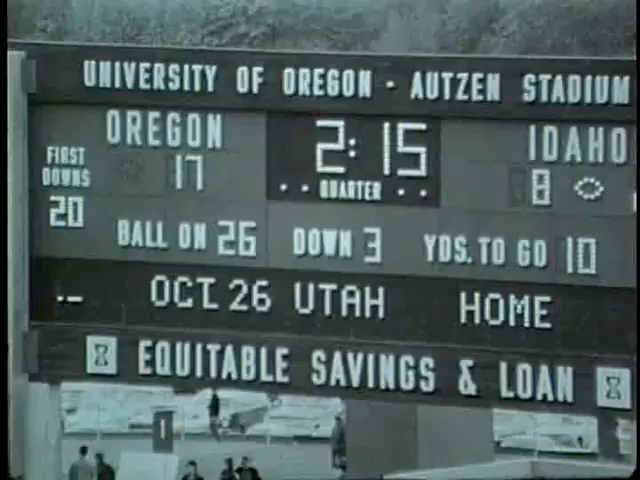 UNIVERSITY OF OREGON - AUTZEN STADIUM
OREGON 2:15 IDAHO
17 8
FIRST DOWNS
20
QUARTER
BALL ON 26 DOWN 3 YDS. TO GO 10
OCT. 26 UTAH HOME
EQUITABLE SAVINGS & LOAN
1